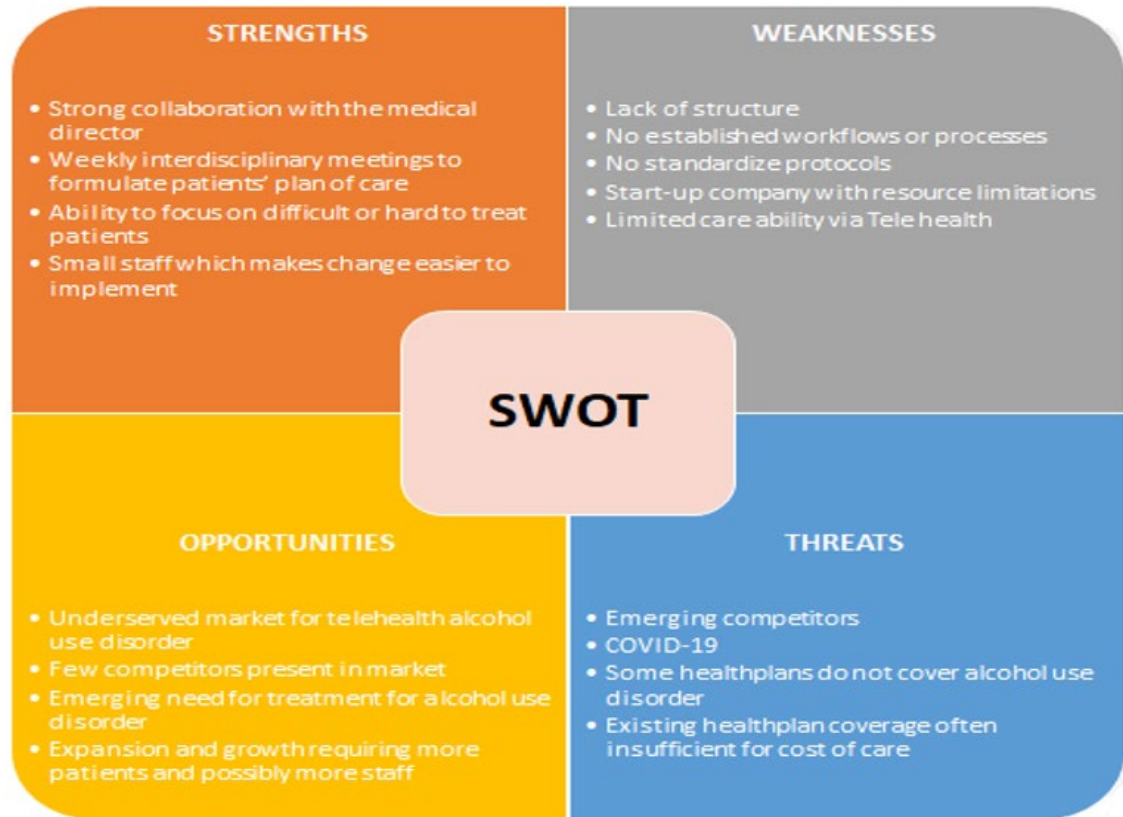 STRENGTHS
• Strong collaboration with the medical
director
• Weekly interdisciplinary meetings to
formulate patients' plan of care
• Ability to focus on difficult or hard to treat
patients
• Small staff which makes change easier to
implement
WEAKNESSES
• Lack of structure
• No established workflows or processes
• No standardize protocols
• Start-up company with resource limitations
• Limited care ability via Tele health
SWOT
OPPORTUNITIES
• Underserved market for telehealth alcohol
use disorder
• Few competitors present in market
• Emerging need for treatment for alcohol use
disorder
• Expansion and growth requiring more
patients and possibly more staff
THREATS
• Emerging competitors
• COVID-19
• Some healthplans do not cover alcohol use
disorder
• Existing healthplan coverage often
insufficient for cost of care